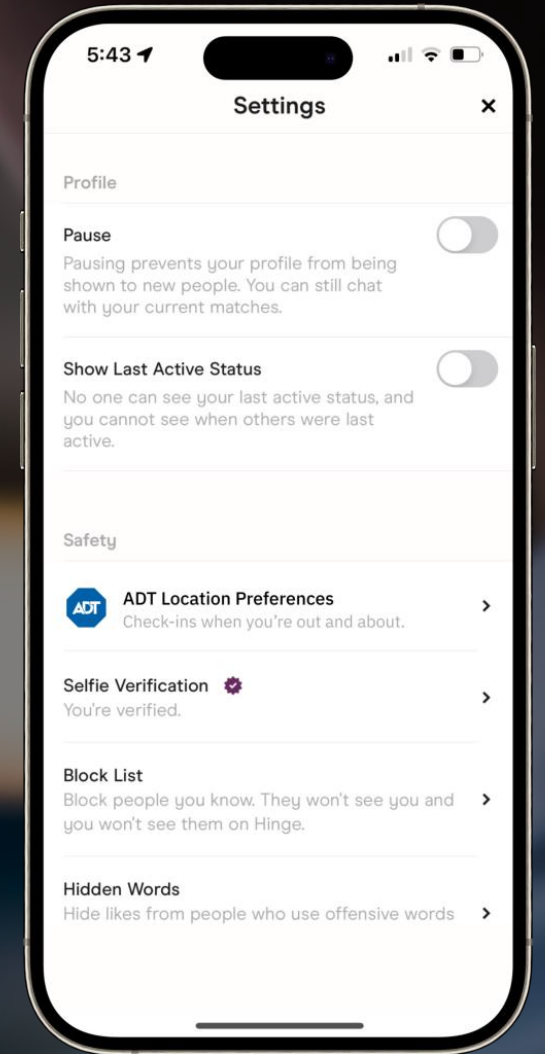 5:43
Settings
×
Profile
Pause
Pausing prevents your profile from being
shown to new people. You can still chat
with your current matches.
Show Last Active Status
No one can see your last active status, and
you cannot see when others were last
active.
Safety
ADT
ADT Location Preferences
Check-ins when you're out and about.
Selfie Verification
You're verified.
Block List
Block people you know. They won't see you and
you won't see them on Hinge.
Hidden Words
Hide likes from people who use offensive words